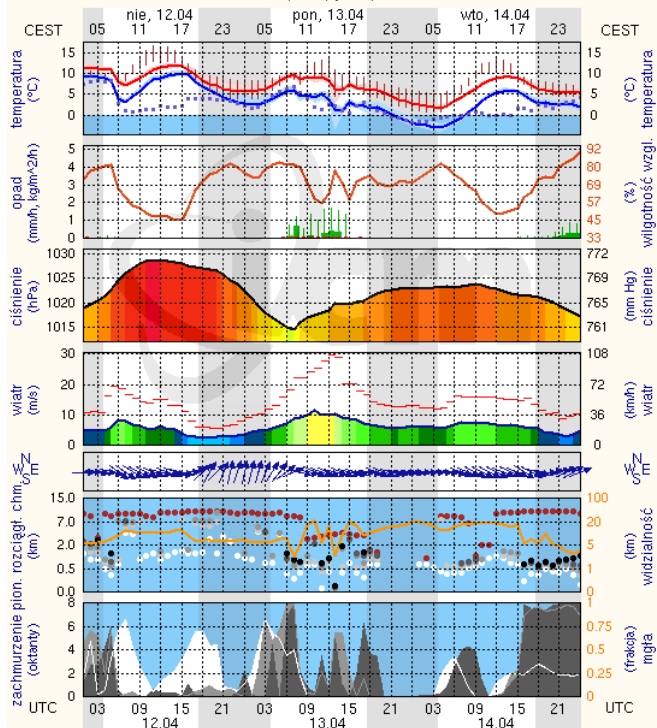 nie, 12.04 pon, 13.04 wto, 14.04
CEST 05 11 17 23 05 11 17 23 05 11 17 23 CEST
temperatura (°C)
15
10
5
0
15
10
5
0
(°C) temperatura
opad (mm/h, kg/m^2/h)
5
4
3
2
1
0
92
80
69
57
45
33
(%) wilgotność wzgl.
ciśnienie (hPa)
1030
1025
1020
1015
772
769
765
761
(mm Hg) ciśnienie
wiatr (m/s)
30
20
10
0
108
72
36
0
(km/h) wiatr
N
W E
S
N
W E
S
pion. rozciągł. chm. (km)
15.0
7.0
2.0
0.5
0.0
100
20
5
1
0
(km) widzialność
zachmurzenie (oktanty)
8
6
4
2
0
1
0.75
0.5
0.25
0
(frakcja) mgła
UTC 03 09 15 21 03 09 15 21 03 09 15 21 UTC
12.04 13.04 14.04